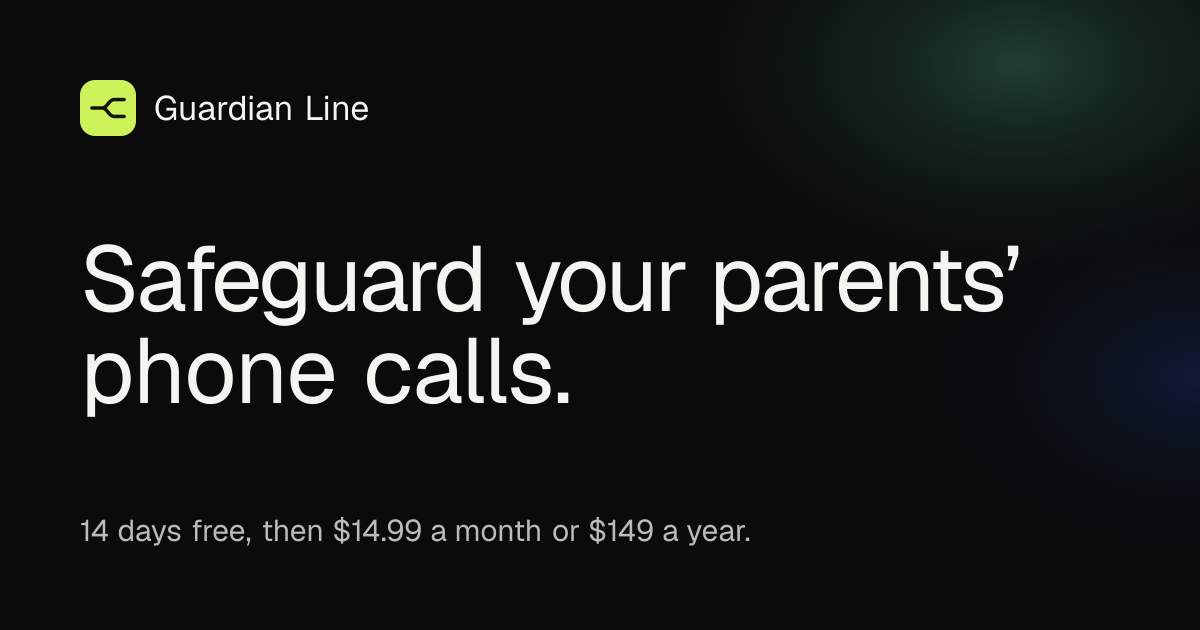 Guardian Line
Safeguard your parents’
phone calls.
14 days free, then $14.99 a month or $149 a year.